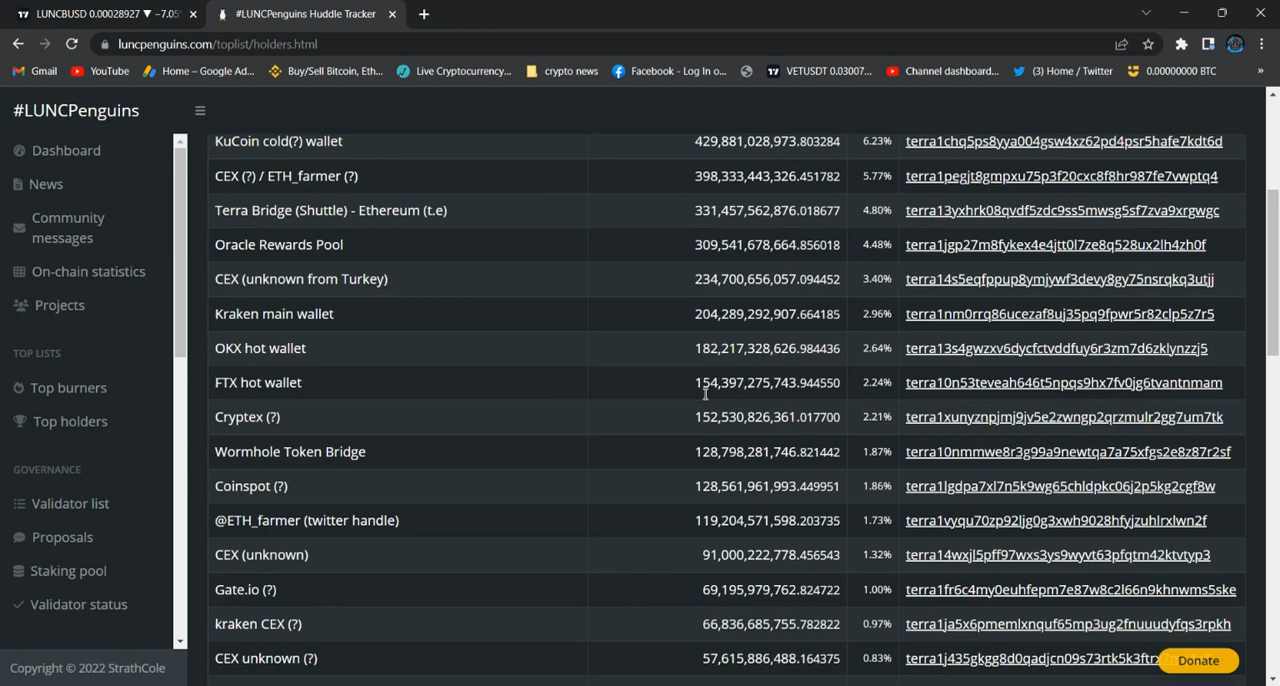 LUNCBUSD 0.00028927 ▼ −7.05
#LUNCPenguins Huddle Tracker
luncpenguins.com/toplist/holders.html
Gmail
YouTube
Home – Google Ad...
Buy/Sell Bitcoin, Eth...
Live Cryptocurrency...
crypto news
Facebook - Log In o...
VETUSDT 0.03007...
Channel dashboard...
(3) Home / Twitter
0.00000000 BTC
»
#LUNCPenguins
Dashboard
News
Community
messages
On-chain statistics
Projects
TOP LISTS
Top burners
Top holders
GOVERNANCE
Validator list
Proposals
Staking pool
Validator status
Copyright © 2022 StrathCole
KuCoin cold(?) wallet 429,881,028,973.803284 6.23% terra1chq5ps8yya004gsw4xz62pd4psr5hafe7kdt6d
CEX (?) / ETH_farmer (?) 398,333,443,326.451782 5.77% terra1pegjt8gmpxu75p3f20cxc8f8hr987fe7vwptq4
Terra Bridge (Shuttle) - Ethereum (t.e) 331,457,562,876.018677 4.80% terra13yxhrk08qvdf5zdc9ss5mwsg5sf7zva9xrgwgc
Oracle Rewards Pool 309,541,678,664.856018 4.48% terra1jgp27m8fykex4e4jtt0l7ze8q528ux2lh4zh0f
CEX (unknown from Turkey) 234,700,656,057.094452 3.40% terra14s5eqfppup8ymjywf3devy8gy75nsrqkq3utjj
Kraken main wallet 204,289,292,907.664185 2.96% terra1nm0rrq86ucezaf8uj35pq9fpwr5r82clp5z7r5
OKX hot wallet 182,217,328,626.984436 2.64% terra13s4gwzxv6dycfctvddfuy6r3zm7d6zklynzzj5
FTX hot wallet 154,397,275,743.944550 2.24% terra10n53teveah646t5npqs9hx7fv0jg6tvantnmam
Cryptex (?) 152,530,826,361.017700 2.21% terra1xunyznpjmj9jv5e2zwngp2qrzmulr2gg7um7tk
Wormhole Token Bridge 128,798,281,746.821442 1.87% terra10nmmwe8r3g99a9newtqa7a75xfgs2e8z87r2sf
Coinspot (?) 128,561,961,993.449951 1.86% terra1lgdpa7xl7n5k9wg65chldpkc06j2p5kg2cgf8w
@ETH_farmer (twitter handle) 119,204,571,598.203735 1.73% terra1vyqu70zp92ljg0g3xwh9028hfyjzuhlrxlwn2f
CEX (unknown) 91,000,222,778.456543 1.32% terra14wxjl5pff97wxs3ys9wyvt63pfqtm42ktvtyp3
Gate.io (?) 69,195,979,762.824722 1.00% terra1fr6c4my0euhfepm7e87w8c2l66n9khnwms5ske
kraken CEX (?) 66,836,685,755.782822 0.97% terra1ja5x6pmemlxnquf65mp3ug2fnuuudyfqs3rpkh
CEX unknown (?) 57,615,886,488.164375 0.83% terra1j435gkgg8d0qadjcn09s73rtk5k3ftr
Donate